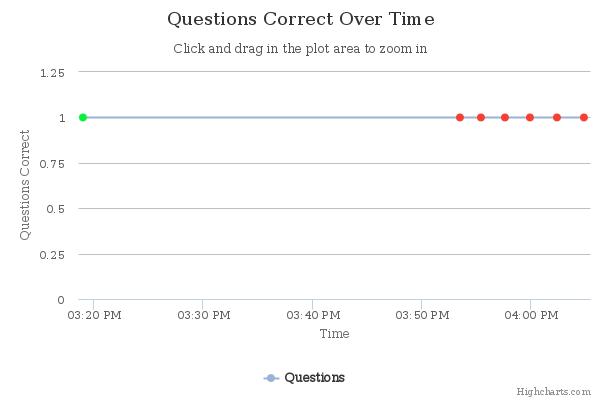 Questions Correct Over Time
Click and drag in the plot area to zoom in
Questions Correct
1.25
1
0.75
0.5
0.25
0
03:20 PM 03:30 PM 03:40 PM 03:50 PM 04:00 PM
Time
Questions
Highcharts.com